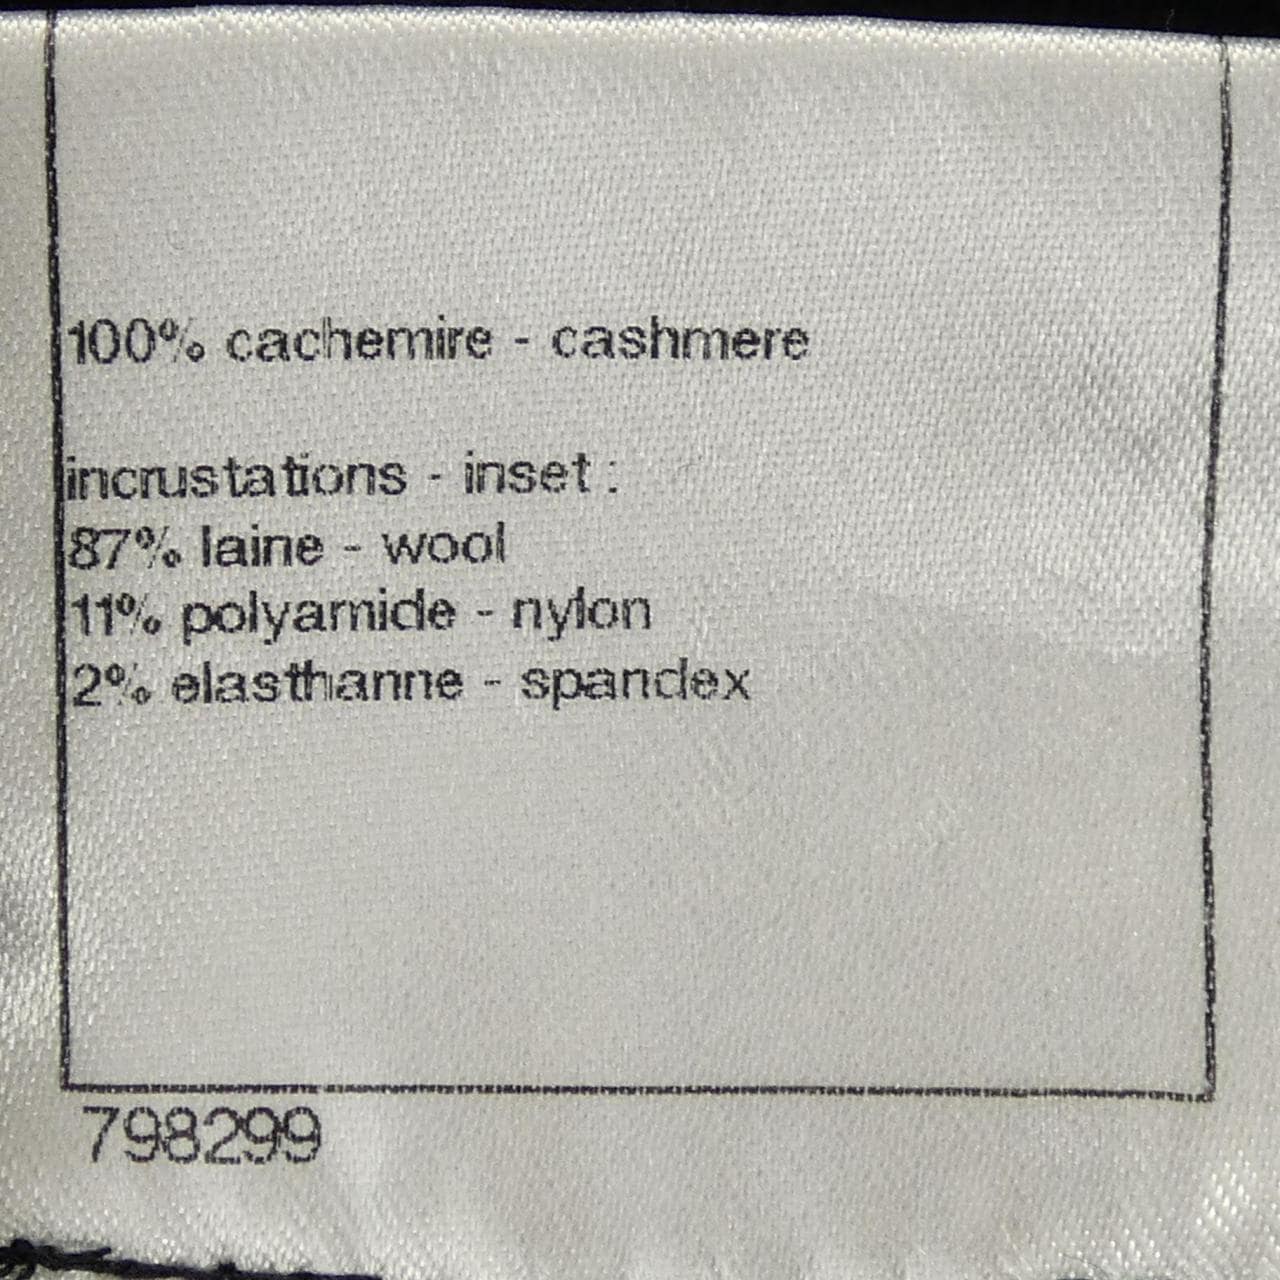 100% cachemire - cashmere
incrustations - inset :
87% laine - wool
11% polyamide - nylon
2% elasthanne - spandex
798299